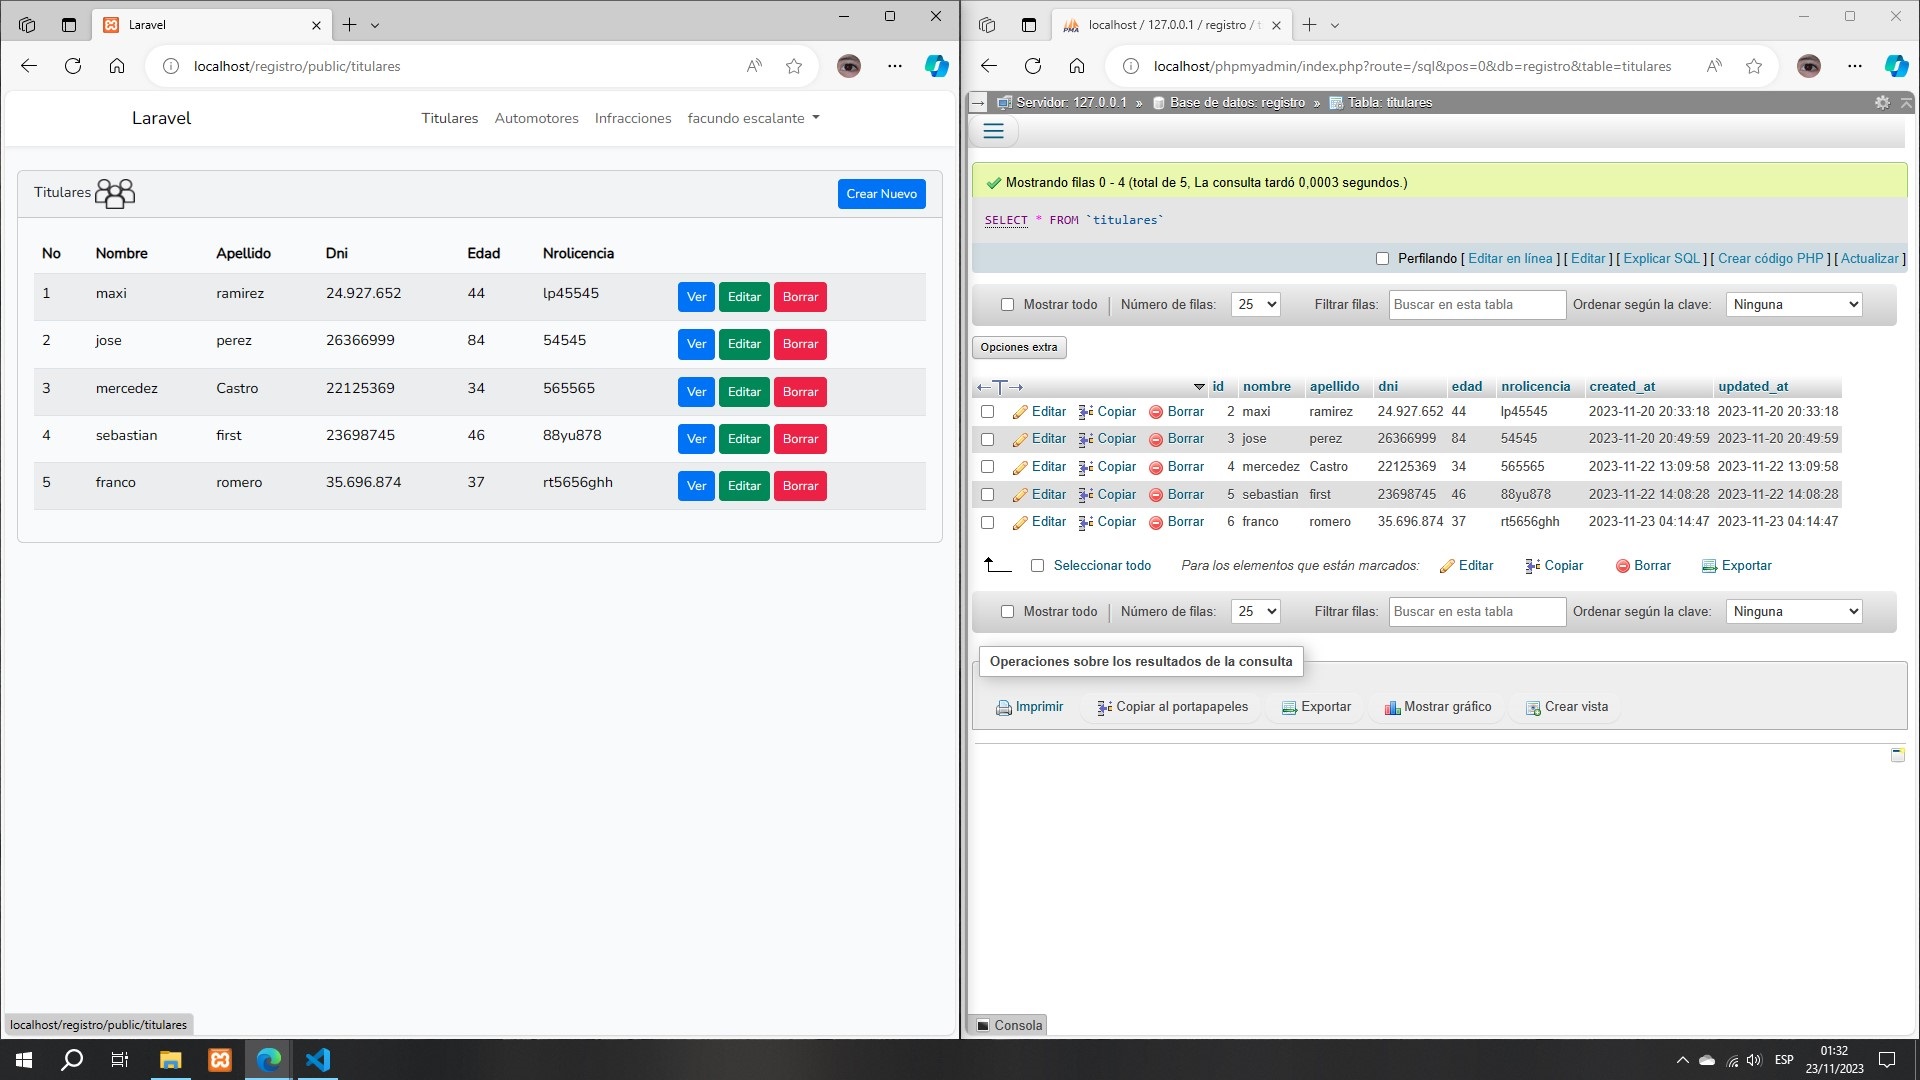 Laravel
localhost/registro/public/titulares
Laravel
Titulares Automotores Infracciones facundo escalante
Titulares Crear Nuevo
No Nombre Apellido Dni Edad Nrolicencia
1 maxi ramirez 24.927.652 44 lp45545 Ver Editar Borrar
2 jose perez 26366999 84 54545 Ver Editar Borrar
3 mercedez Castro 22125369 34 565565 Ver Editar Borrar
4 sebastian first 23698745 46 88yu878 Ver Editar Borrar
5 franco romero 35.696.874 37 rt5656ghh Ver Editar Borrar
localhost/registro/public/titulares
PMA localhost / 127.0.0.1 / registro /
localhost/phpmyadmin/index.php?route=/sql&pos=0&db=registro&table=titulares
Servidor: 127.0.0.1 » Base de datos: registro » Tabla: titulares
Mostrando filas 0 - 4 (total de 5, La consulta tardó 0,0003 segundos.)
SELECT * FROM `titulares`
Perfilando [ Editar en línea ] [ Editar ] [ Explicar SQL ] [ Crear código PHP ] [ Actualizar ]
Mostrar todo Número de filas: 25 Filtrar filas: Buscar en esta tabla Ordenar según la clave: Ninguna
Opciones extra
id nombre apellido dni edad nrolicencia created_at updated_at
Editar Copiar Borrar 2 maxi ramirez 24.927.652 44 lp45545 2023-11-20 20:33:18 2023-11-20 20:33:18
Editar Copiar Borrar 3 jose perez 26366999 84 54545 2023-11-20 20:49:59 2023-11-20 20:49:59
Editar Copiar Borrar 4 mercedez Castro 22125369 34 565565 2023-11-22 13:09:58 2023-11-22 13:09:58
Editar Copiar Borrar 5 sebastian first 23698745 46 88yu878 2023-11-22 14:08:28 2023-11-22 14:08:28
Editar Copiar Borrar 6 franco romero 35.696.874 37 rt5656ghh 2023-11-23 04:14:47 2023-11-23 04:14:47
Seleccionar todo Para los elementos que están marcados: Editar Copiar Borrar Exportar
Mostrar todo Número de filas: 25 Filtrar filas: Buscar en esta tabla Ordenar según la clave: Ninguna
Operaciones sobre los resultados de la consulta
Imprimir Copiar al portapapeles Exportar Mostrar gráfico Crear vista
Consola
ESP
01:32
23/11/2023